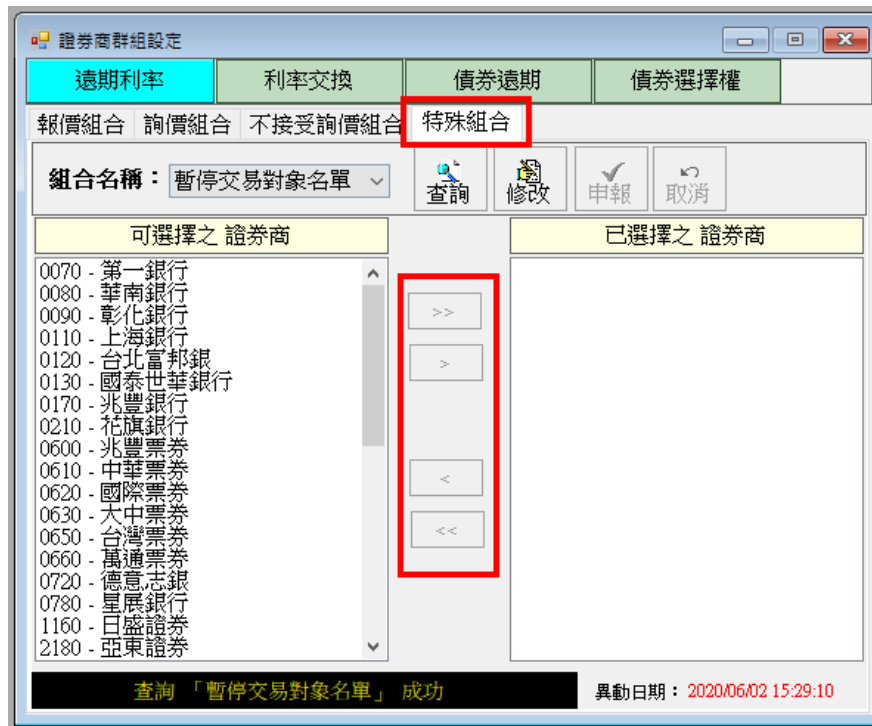 證券商群組設定
遠期利率 利率交換 債券遠期 債券選擇權
報價組合 詢價組合 不接受詢價組合 特殊組合
組合名稱： 暫停交易對象名單 查詢 修改 申報 取消
可選擇之 證券商 已選擇之 證券商
0070 - 第一銀行
0080 - 華南銀行
0090 - 彰化銀行
0110 - 上海銀行
0120 - 台北富邦銀
0130 - 國泰世華銀行
0170 - 兆豐銀行
0210 - 花旗銀行
0600 - 兆豐票券
0610 - 中華票券
0620 - 國際票券
0630 - 大中票券
0650 - 台灣票券
0660 - 萬通票券
0720 - 德意志銀
0780 - 星展銀行
1160 - 日盛證券
2180 - 亞東證券
>>
>
<
<<
查詢 「暫停交易對象名單」 成功 異動日期： 2020/06/02 15:29:10